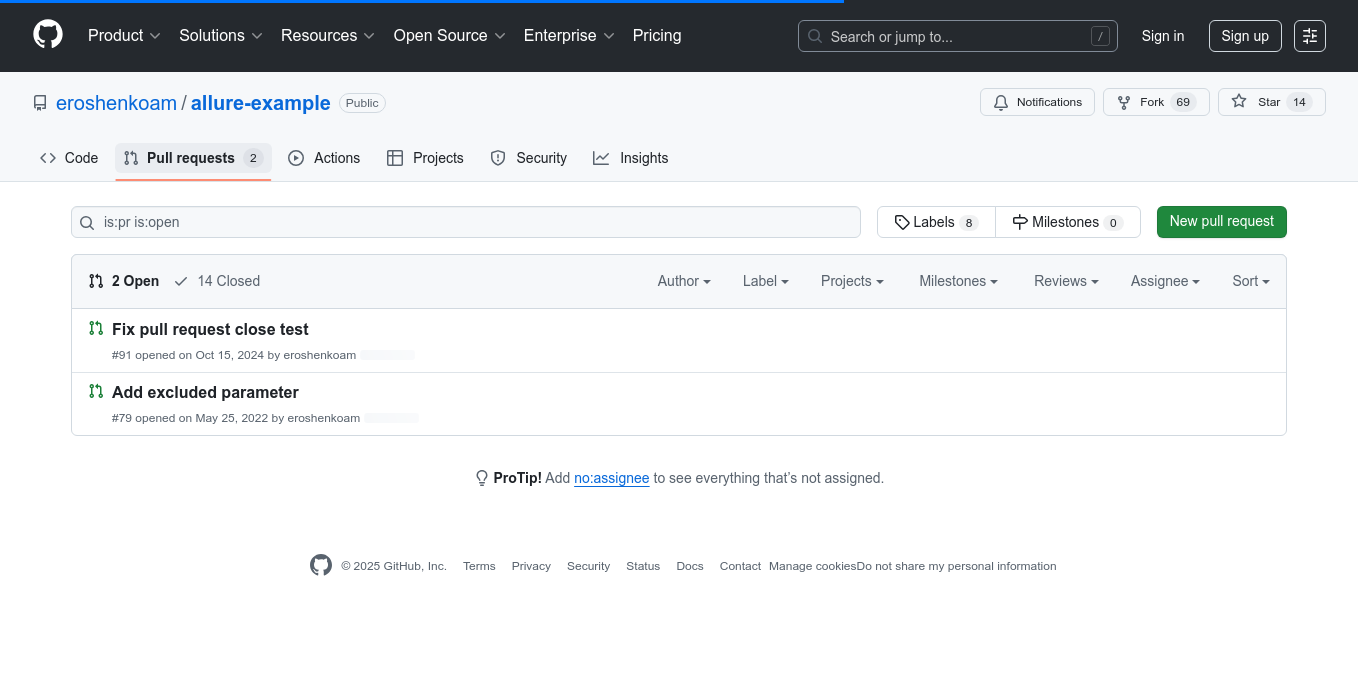 Product Solutions Resources Open Source Enterprise Pricing Search or jump to... / Sign in Sign up
eroshenkoam / allure-example Public Notifications Fork 69 Star 14
Code Pull requests 2 Actions Projects Security Insights
is:pr is:open Labels 8 Milestones 0 New pull request
2 Open 14 Closed Author Label Projects Milestones Reviews Assignee Sort
Fix pull request close test
#91 opened on Oct 15, 2024 by eroshenkoam
Add excluded parameter
#79 opened on May 25, 2022 by eroshenkoam
ProTip! Add no:assignee to see everything that’s not assigned.
© 2025 GitHub, Inc. Terms Privacy Security Status Docs Contact Manage cookies Do not share my personal information